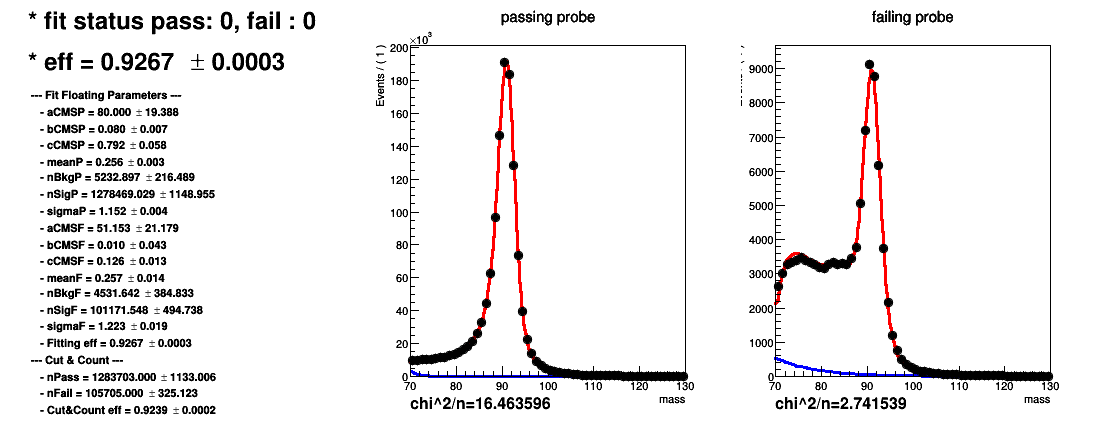 * fit status pass: 0, fail : 0
* eff = 0.9267 ± 0.0003
--- Fit Floating Parameters ---
- aCMSP = 80.000 ± 19.388
- bCMSP = 0.080 ± 0.007
- cCMSP = 0.792 ± 0.058
- meanP = 0.256 ± 0.003
- nBkgP = 5232.897 ± 216.489
- nSigP = 1278469.029 ± 1148.955
- sigmaP = 1.152 ± 0.004
- aCMSF = 51.153 ± 21.179
- bCMSF = 0.010 ± 0.043
- cCMSF = 0.126 ± 0.013
- meanF = 0.257 ± 0.014
- nBkgF = 4531.642 ± 384.833
- nSigF = 101171.548 ± 494.738
- sigmaF = 1.223 ± 0.019
- Fitting eff = 0.9267 ± 0.0003
--- Cut & Count ---
- nPass = 1283703.000 ± 1133.006
- nFail = 105705.000 ± 325.123
- Cut&Count eff = 0.9239 ± 0.0002
passing probe
×10³
Events / ( 1 )
200
180
160
140
120
100
80
60
40
20
0
70 80 90 100 110 120 130
mass
chi^2/n=16.463596
failing probe
9000
8000
7000
6000
5000
4000
3000
2000
1000
0
70 80 90 100 110 120 130
mass
chi^2/n=2.741539